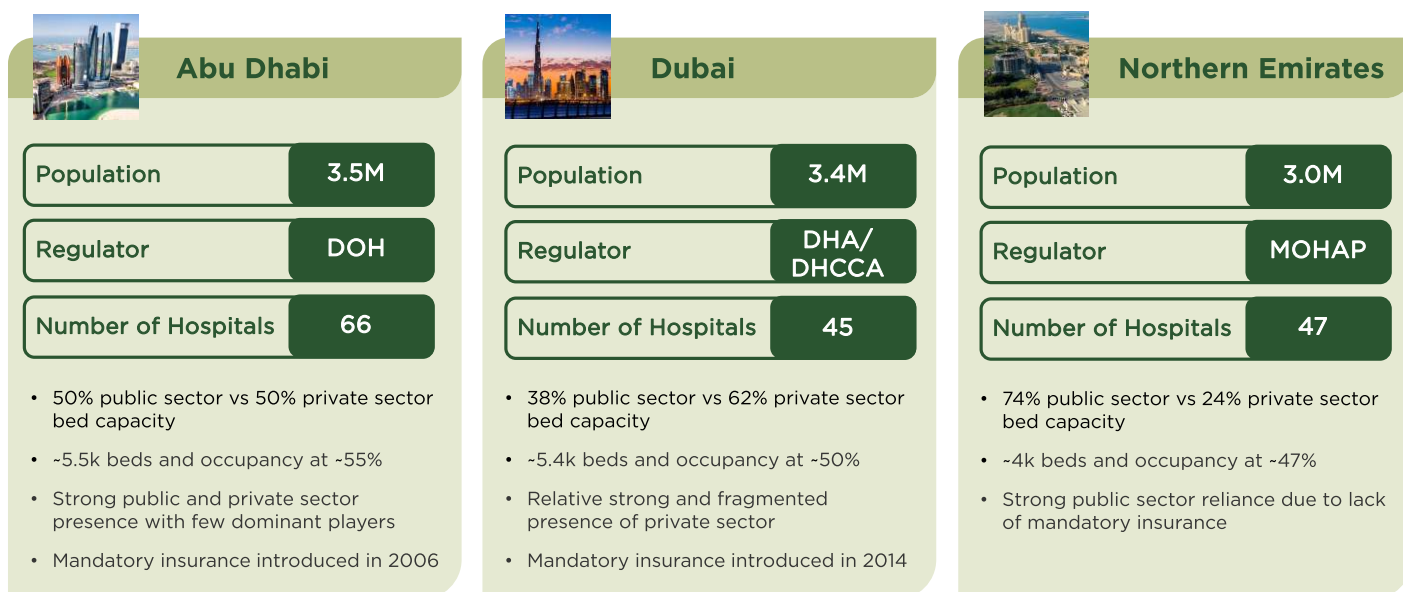 Abu Dhabi
Population
3.5M
Regulator
DOH
Number of Hospitals
66
• 50% public sector vs 50% private sector
bed capacity
• ~5.5k beds and occupancy at ~55%
• Strong public and private sector
presence with few dominant players
• Mandatory insurance introduced in 2006
Dubai
Population
3.4M
Regulator
DHA/
DHCCA
Number of Hospitals
45
• 38% public sector vs 62% private sector
bed capacity
• ~5.4k beds and occupancy at ~50%
• Relative strong and fragmented
presence of private sector
• Mandatory insurance introduced in 2014
Northern Emirates
Population
3.0M
Regulator
MOHAP
Number of Hospitals
47
• 74% public sector vs 24% private sector
bed capacity
• ~4k beds and occupancy at ~47%
• Strong public sector reliance due to lack
of mandatory insurance